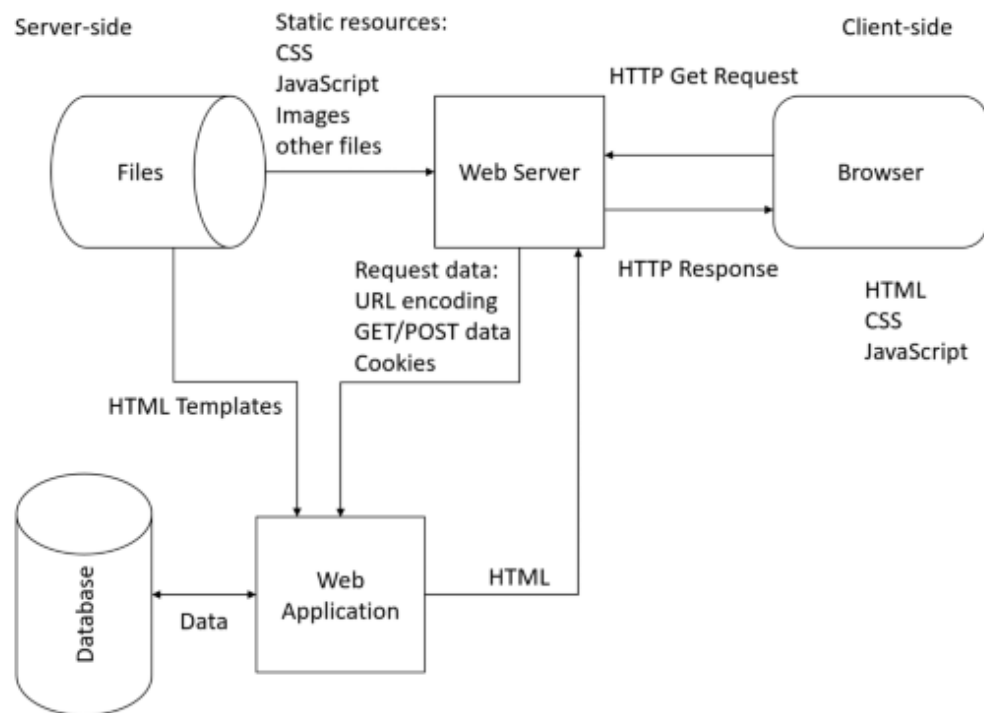 Server-side
Static resources:
CSS
JavaScript
Images
other files
Client-side
HTTP Get Request
Files
Web Server
Browser
HTTP Response
Request data:
URL encoding
GET/POST data
Cookies
HTML
CSS
JavaScript
HTML Templates
Database
Data
Web
Application
HTML